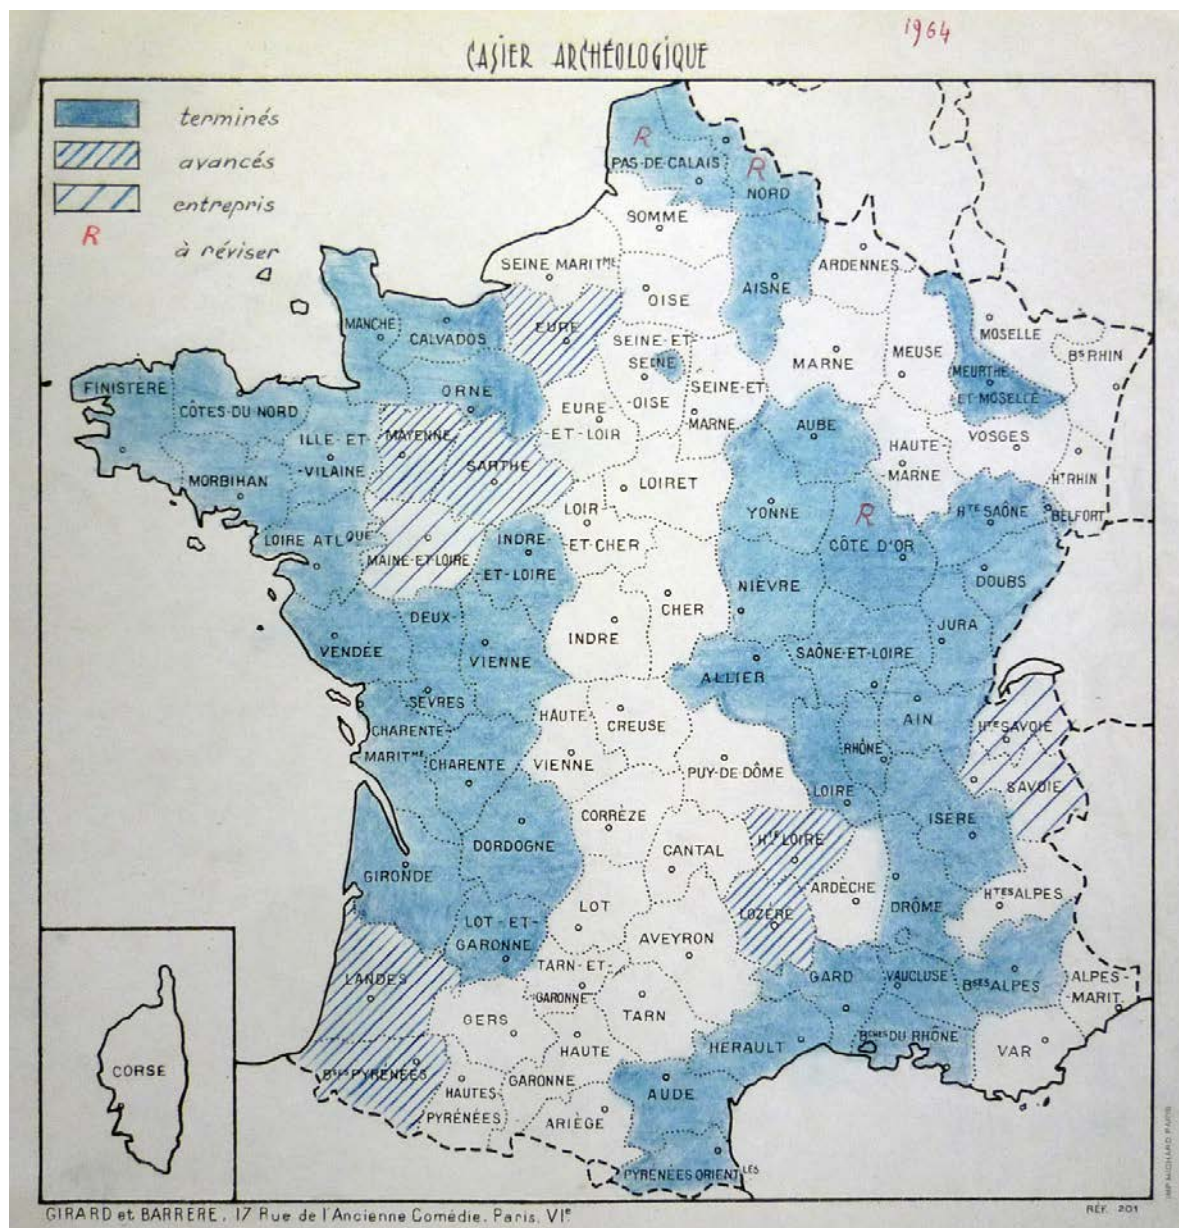 1964
CASIER ARCHÉOLOGIQUE
terminés
avancés
entrepris
R
à réviser
R
PAS-DE-CALAIS
R
NORD
SOMME
SEINE MARITME
ARDENNES
OISE
AISNE
MANCHE
CALVADOS
EURE
SEINE-ET-
SEINE
-OISE
MARNE
MEUSE
MOSELLE
BS RHIN
FINISTÈRE
CÔTES-DU-NORD
ORNE
EURE-
-ET-LOIR
SEINE-ET-
-MARNE
MEURTHE-
ET-MOSELLE
ILLE-ET-
-VILAINE
MAYENNE
SARTHE
AUBE
HAUTE-
-MARNE
VOSGES
HT RHIN
MORBIHAN
LOIRET
YONNE
R
CÔTE D'OR
HTE SAÔNE
BELFORT
LOIRE ATLQUE
MAINE-ET-LOIRE
INDRE
-ET-LOIRE
LOIR
-ET-CHER
NIÈVRE
DOUBS
CHER
VENDÉE
DEUX-
SÈVRES
VIENNE
INDRE
ALLIER
SAÔNE-ET-LOIRE
JURA
CHARENTE-
MARITME
CHARENTE
HAUTE-
VIENNE
CREUSE
PUY-DE-DÔME
RHÔNE
AIN
HTE SAVOIE
SAVOIE
LOIRE
ISÈRE
CORRÈZE
DORDOGNE
GIRONDE
CANTAL
HTE LOIRE
ARDÈCHE
DRÔME
HTES ALPES
LOT-ET-
GARONNE
LOT
LOZÈRE
AVEYRON
LANDES
TARN-ET-
GARONNE
GARD
VAUCLUSE
BSES ALPES
ALPES-
MARIT.
GERS
TARN
HAUTE
GARONNE
HÉRAULT
BCHES DU RHÔNE
VAR
BSES PYRÉNÉES
HAUTES-
PYRÉNÉES
ARIÈGE
AUDE
PYRÉNÉES ORIENTLES
CORSE
GIRARD et BARRÈRE. 17 Rue de l'Ancienne Comédie. Paris. VIe
RÉF. 201
IMP. MICHARD PARIS